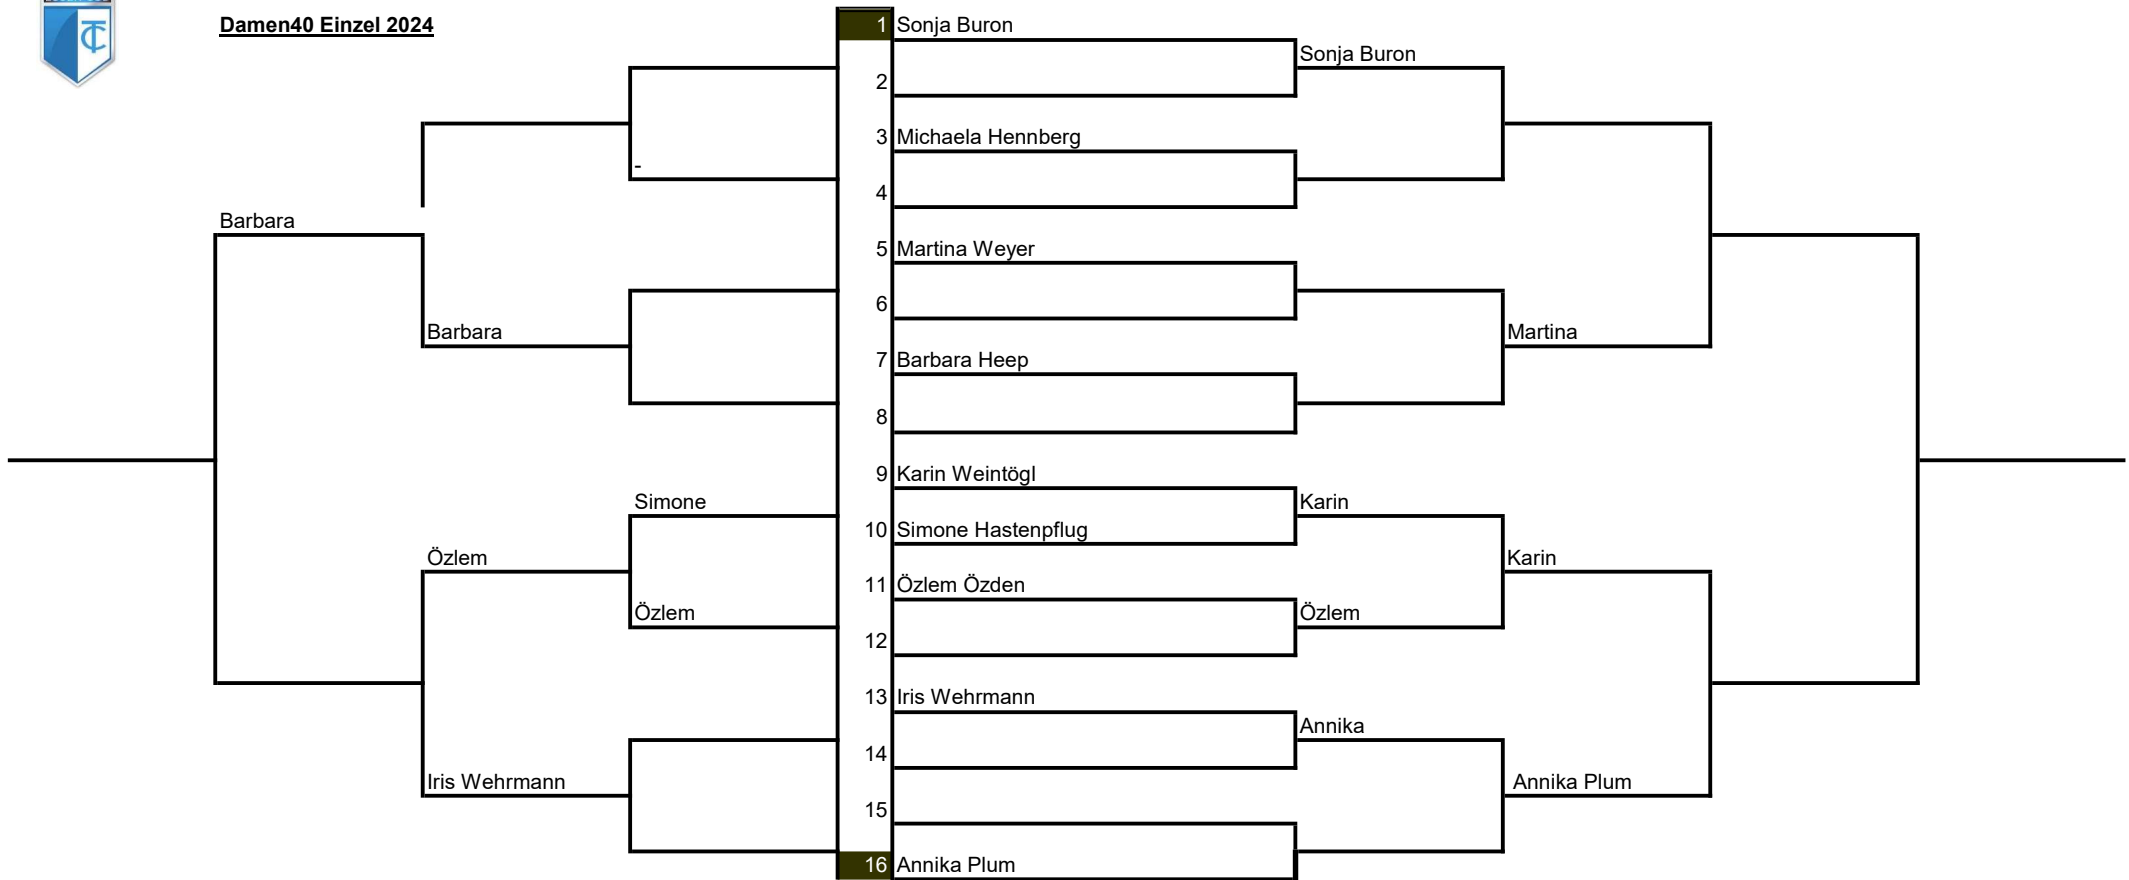 Damen40 Einzel 2024
1 Sonja Buron
Sonja Buron
2
3 Michaela Hennberg
-
4
Barbara
5 Martina Weyer
6
Barbara
Martina
7 Barbara Heep
8
9 Karin Weintögl
Simone
Karin
10 Simone Hastenpflug
Özlem
Karin
11 Özlem Özden
Özlem
Özlem
12
13 Iris Wehrmann
Annika
14
Iris Wehrmann
Annika Plum
15
16 Annika Plum
TC